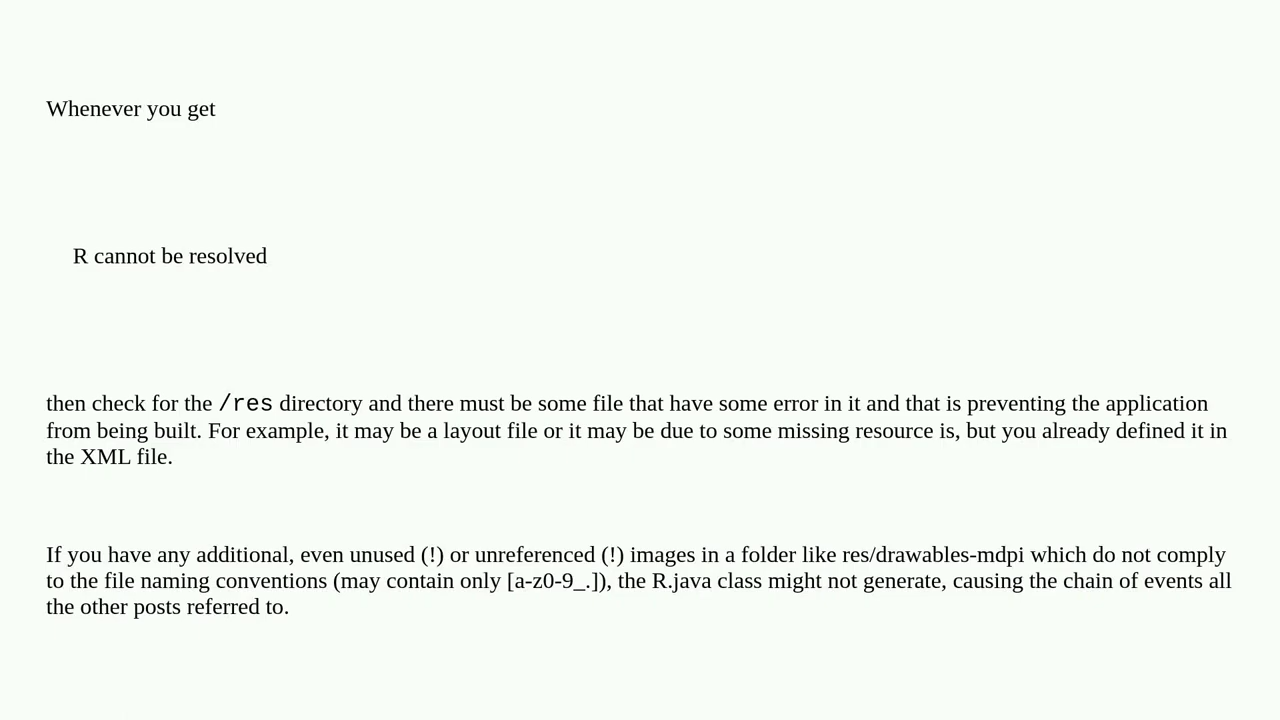 Whenever you get
R cannot be resolved
then check for the /res directory and there must be some file that have some error in it and that is preventing the application
from being built. For example, it may be a layout file or it may be due to some missing resource is, but you already defined it in
the XML file.
If you have any additional, even unused (!) or unreferenced (!) images in a folder like res/drawables-mdpi which do not comply
to the file naming conventions (may contain only [a-z0-9_.]), the R.java class might not generate, causing the chain of events all
the other posts referred to.